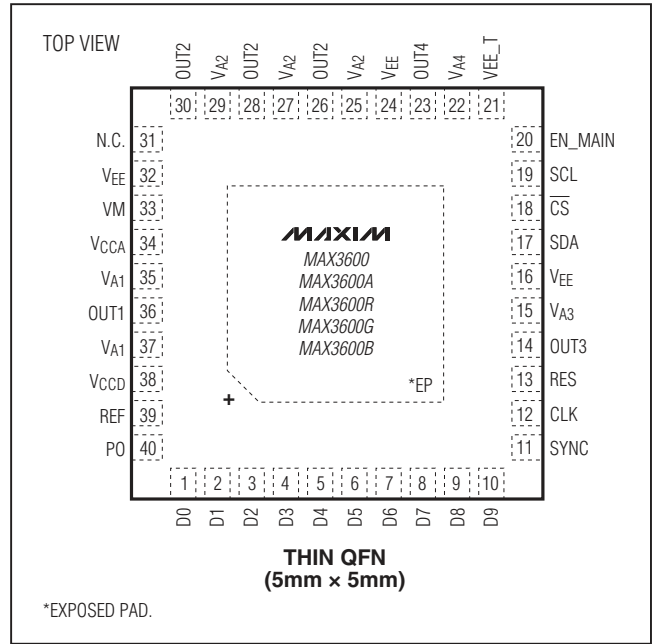 TOP VIEW
OUT2 VA2 OUT2 VA2 OUT2 VA2 VEE OUT4 VA4 VEE_T
30 29 28 27 26 25 24 23 22 21
N.C. 31
VEE 32
VM 33
VCCA 34
VA1 35
OUT1 36
VA1 37
VCCD 38
REF 39
PO 40
20 EN_MAIN
19 SCL
18 C̅S̅
17 SDA
16 VEE
15 VA3
14 OUT3
13 RES
12 CLK
11 SYNC
MAXIM
MAX3600
MAX3600A
MAX3600R
MAX3600G
MAX3600B
*EP
+
1 2 3 4 5 6 7 8 9 10
D0 D1 D2 D3 D4 D5 D6 D7 D8 D9
THIN QFN
(5mm × 5mm)
*EXPOSED PAD.